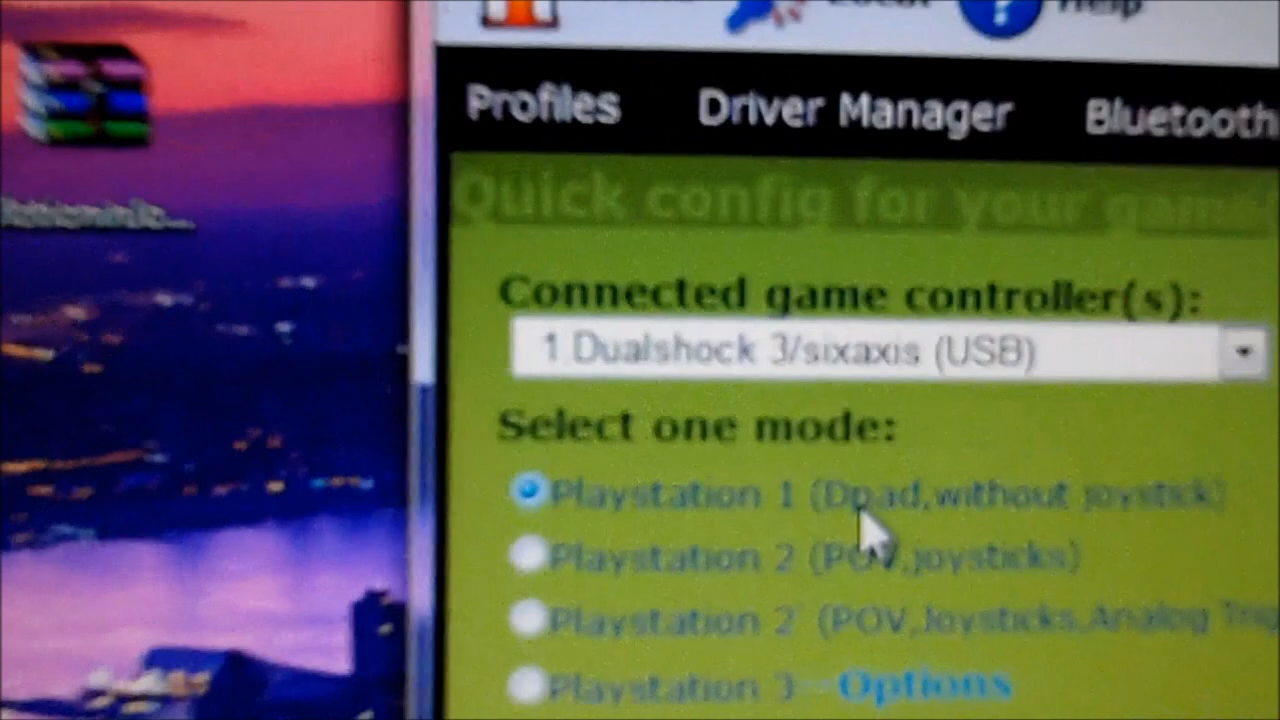 Local Help
Profiles Driver Manager Bluetooth
Quick config for your game
Connected game controller(s):
1 Dualshock 3/sixaxis (USB)
Select one mode:
Playstation 1 (Dpad,without joystick)
Playstation 2 (POV,joysticks)
Playstation 2 (POV,Joysticks,Analog Trig
Playstation 3 Options